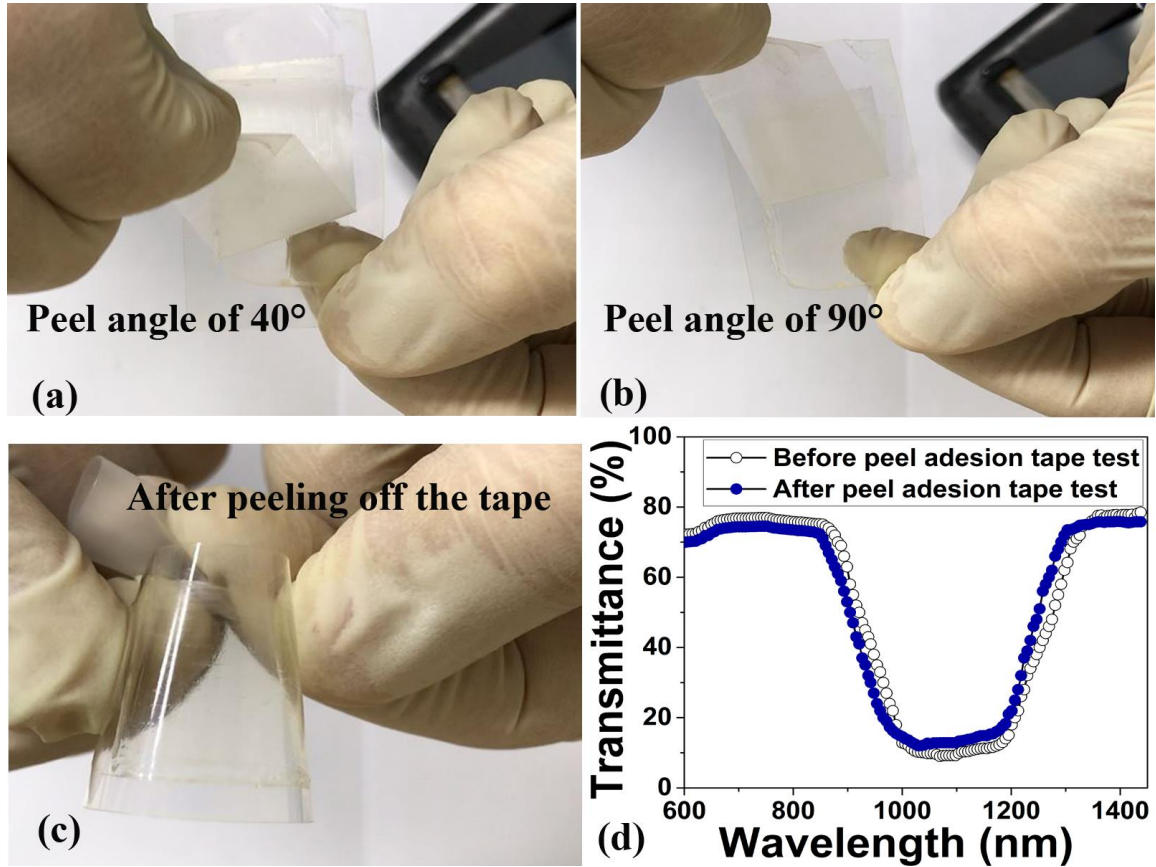 Peel angle of 40°
(a)
Peel angle of 90°
(b)
After peeling off the tape
(c)
100
80
60
40
20
0
Transmittance (%)
Before peel adesion tape test
After peel adesion tape test
600
800
1000
1200
1400
Wavelength (nm)
(d)